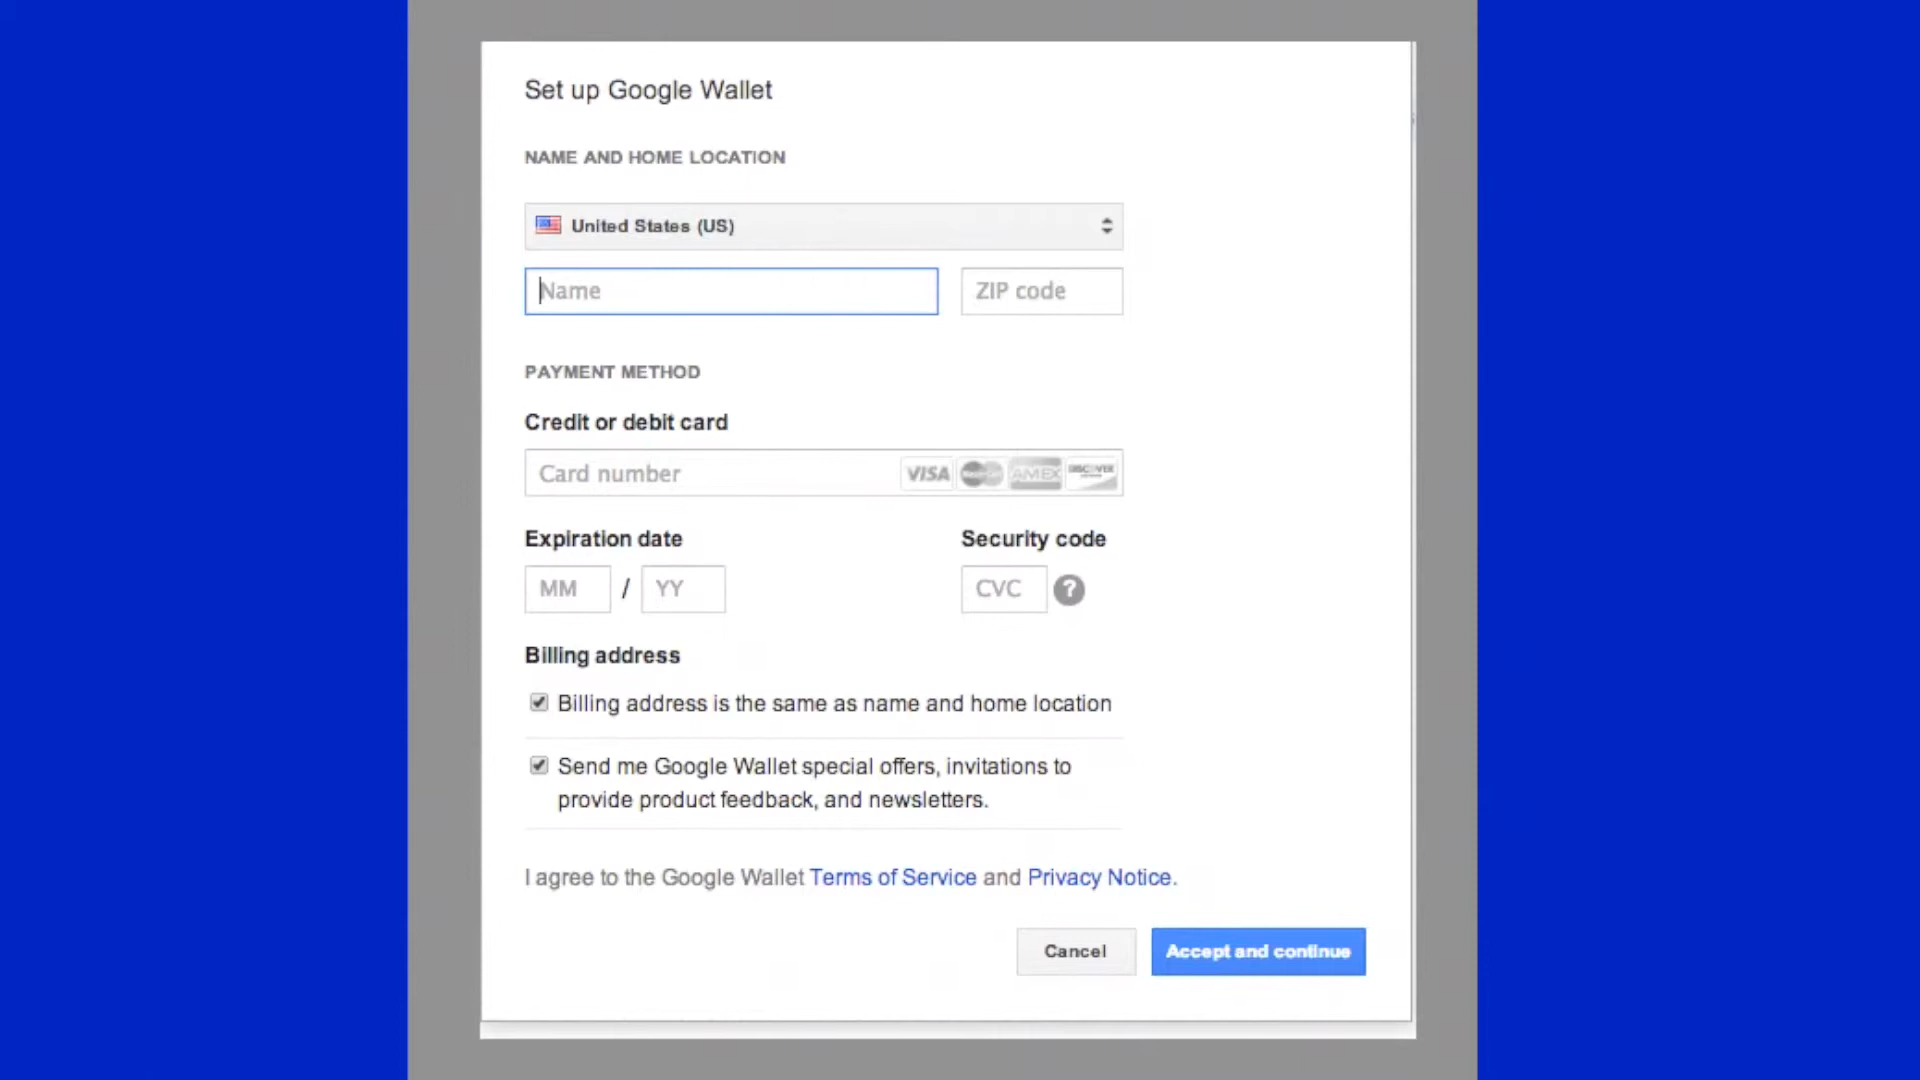 Set up Google Wallet
NAME AND HOME LOCATION
United States (US)
Name
ZIP code
PAYMENT METHOD
Credit or debit card
Card number
VISA
AMEX
DISCOVER
Expiration date
Security code
MM / YY
CVC ?
Billing address
Billing address is the same as name and home location
Send me Google Wallet special offers, invitations to
provide product feedback, and newsletters.
I agree to the Google Wallet Terms of Service and Privacy Notice.
Cancel
Accept and continue